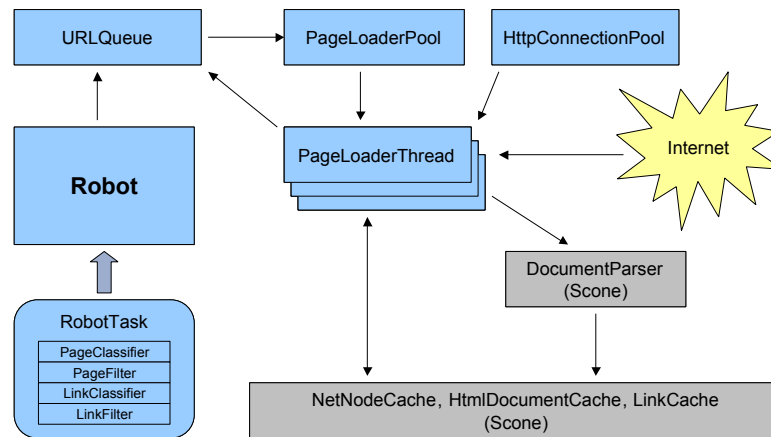 URLQueue
PageLoaderPool
HttpConnectionPool
PageLoaderThread
Internet
Robot
DocumentParser
(Scone)
RobotTask
PageClassifier
PageFilter
LinkClassifier
LinkFilter
NetNodeCache, HtmlDocumentCache, LinkCache
(Scone)